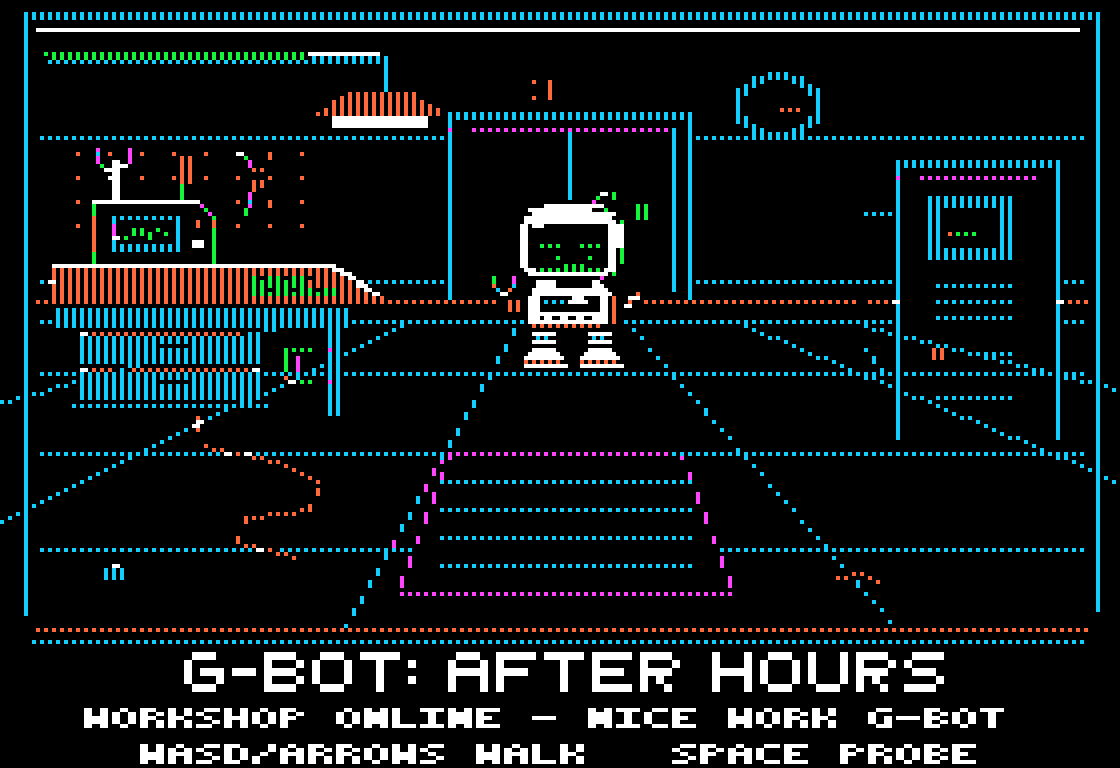 G-BOT: AFTER HOURS
WORKSHOP ONLINE - NICE WORK G-BOT
WASD/ARROWS WALK    SPACE PROBE